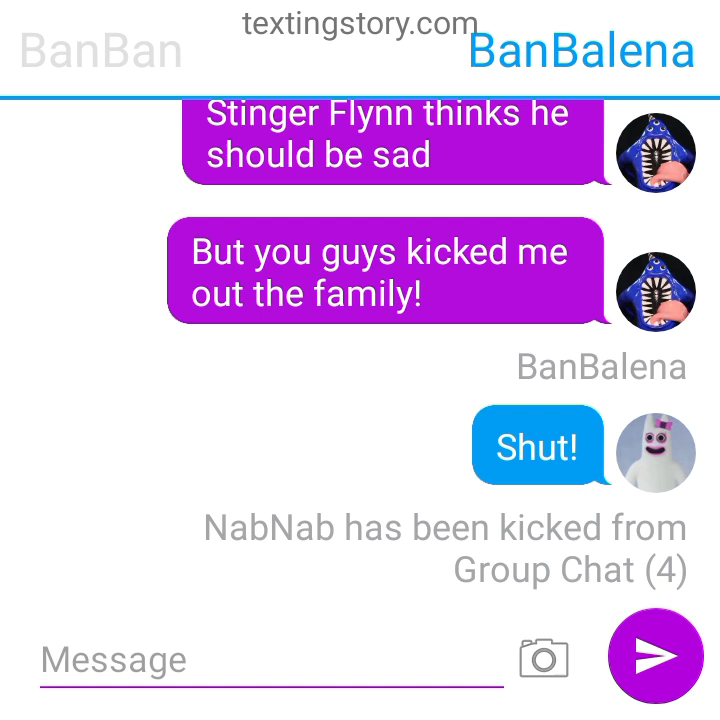 textingstory.com
BanBan
BanBalena
Stinger Flynn thinks he
should be sad
But you guys kicked me
out the family!
BanBalena
Shut!
NabNab has been kicked from
Group Chat (4)
Message